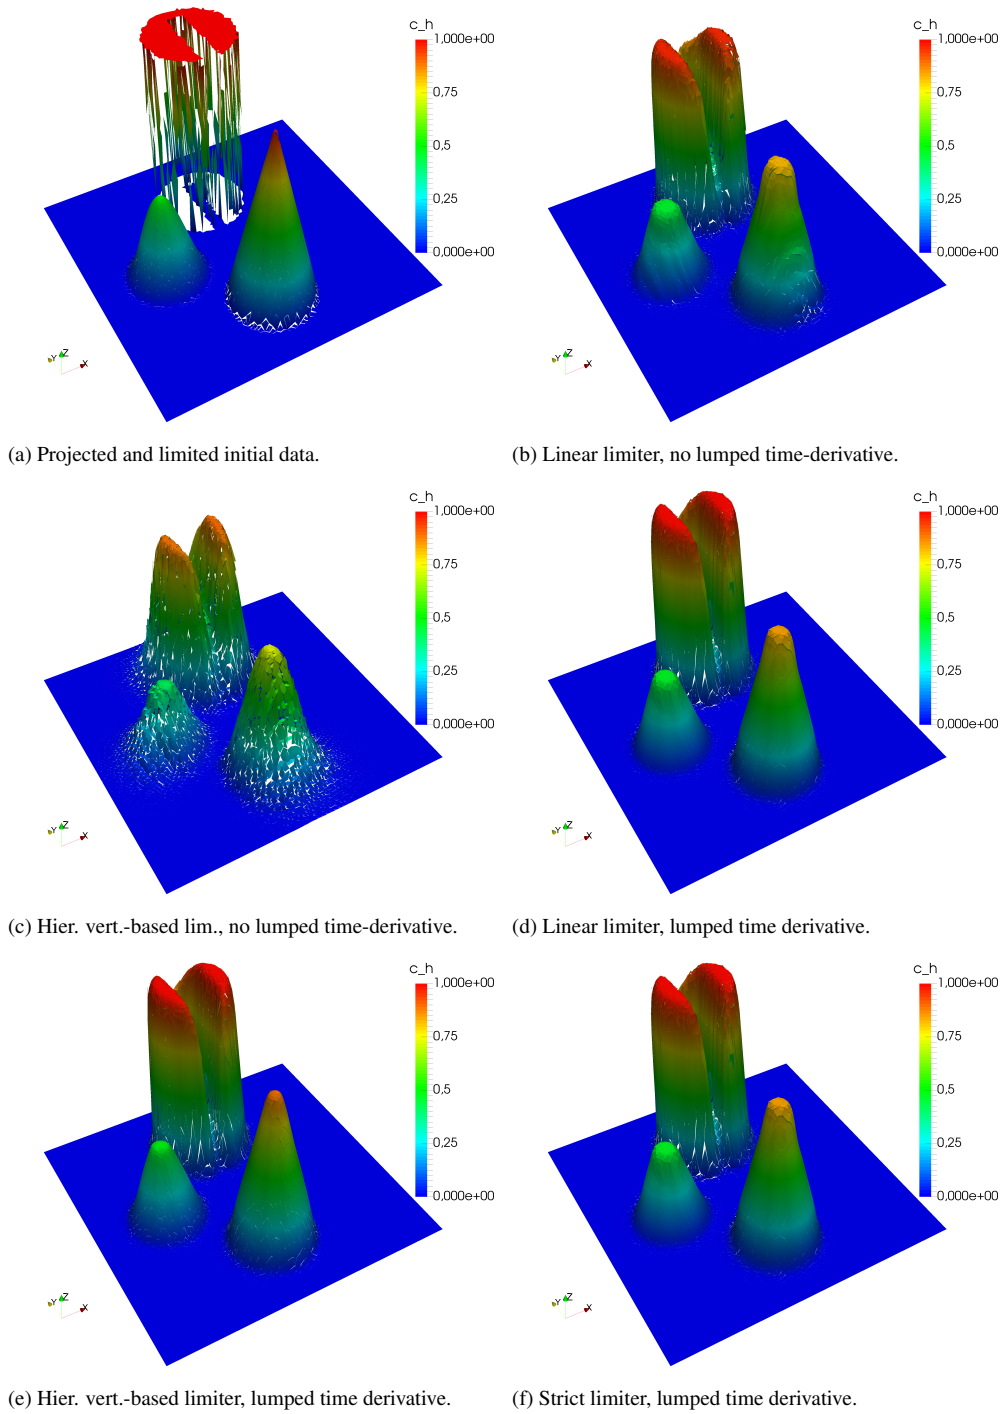 c_h
1,000e+00
0,75
0,5
0,25
0,000e+00
Y Z X
(a) Projected and limited initial data.
c_h
1,000e+00
0,75
0,5
0,25
0,000e+00
Y Z X
(b) Linear limiter, no lumped time-derivative.
c_h
1,000e+00
0,75
0,5
0,25
0,000e+00
Y Z X
(c) Hier. vert.-based lim., no lumped time-derivative.
c_h
1,000e+00
0,75
0,5
0,25
0,000e+00
Y Z X
(d) Linear limiter, lumped time derivative.
c_h
1,000e+00
0,75
0,5
0,25
0,000e+00
Y Z X
(e) Hier. vert.-based limiter, lumped time derivative.
c_h
1,000e+00
0,75
0,5
0,25
0,000e+00
Y Z X
(f) Strict limiter, lumped time derivative.